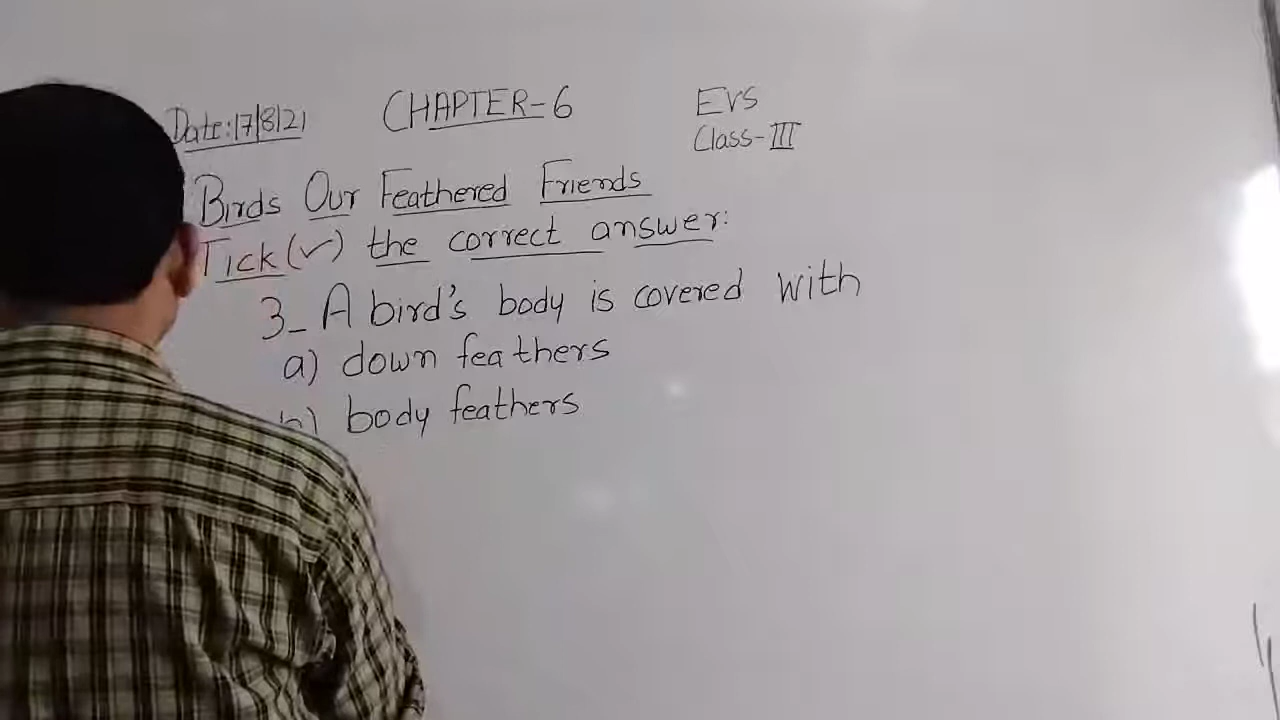 Date:17/8/21 CHAPTER-6 EVS
Class-III
Birds Our Feathered Friends
Tick(✓) the correct answer:
3- A bird's body is covered with
a) down feathers
b) body feathers